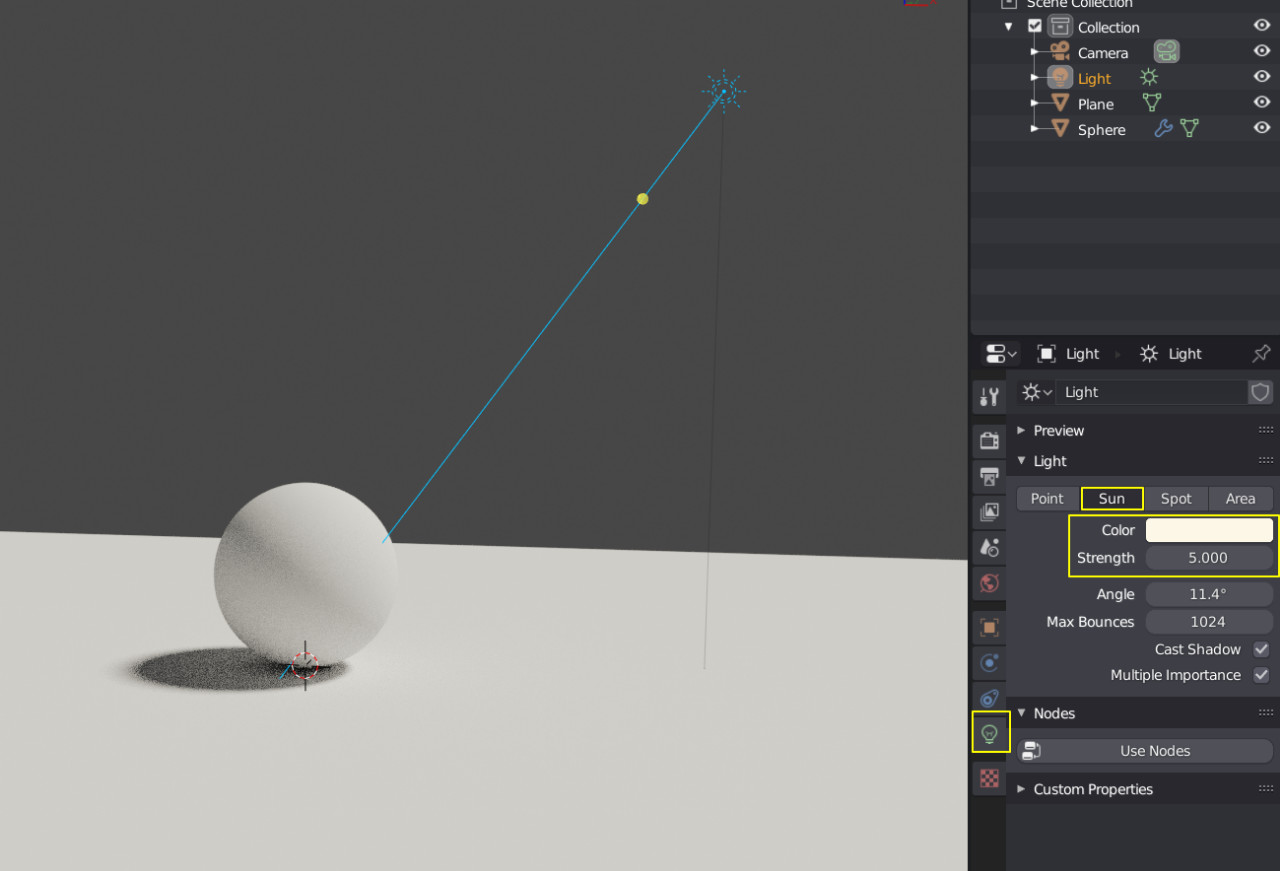 Scene Collection
Collection
Camera
Light
Plane
Sphere
Light Light
Light
Preview
Light
Point Sun Spot Area
Color
Strength 5.000
Angle 11.4°
Max Bounces 1024
Cast Shadow
Multiple Importance
Nodes
Use Nodes
Custom Properties